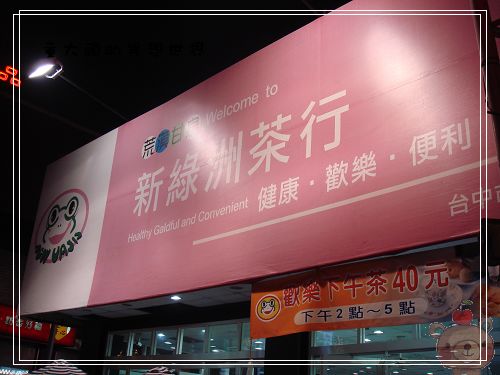 Welcome to
新綠洲茶行
Healthy Galdful and Convenient 健康·歡樂·便利
台中
歡樂下午茶40元
下午2點~5點